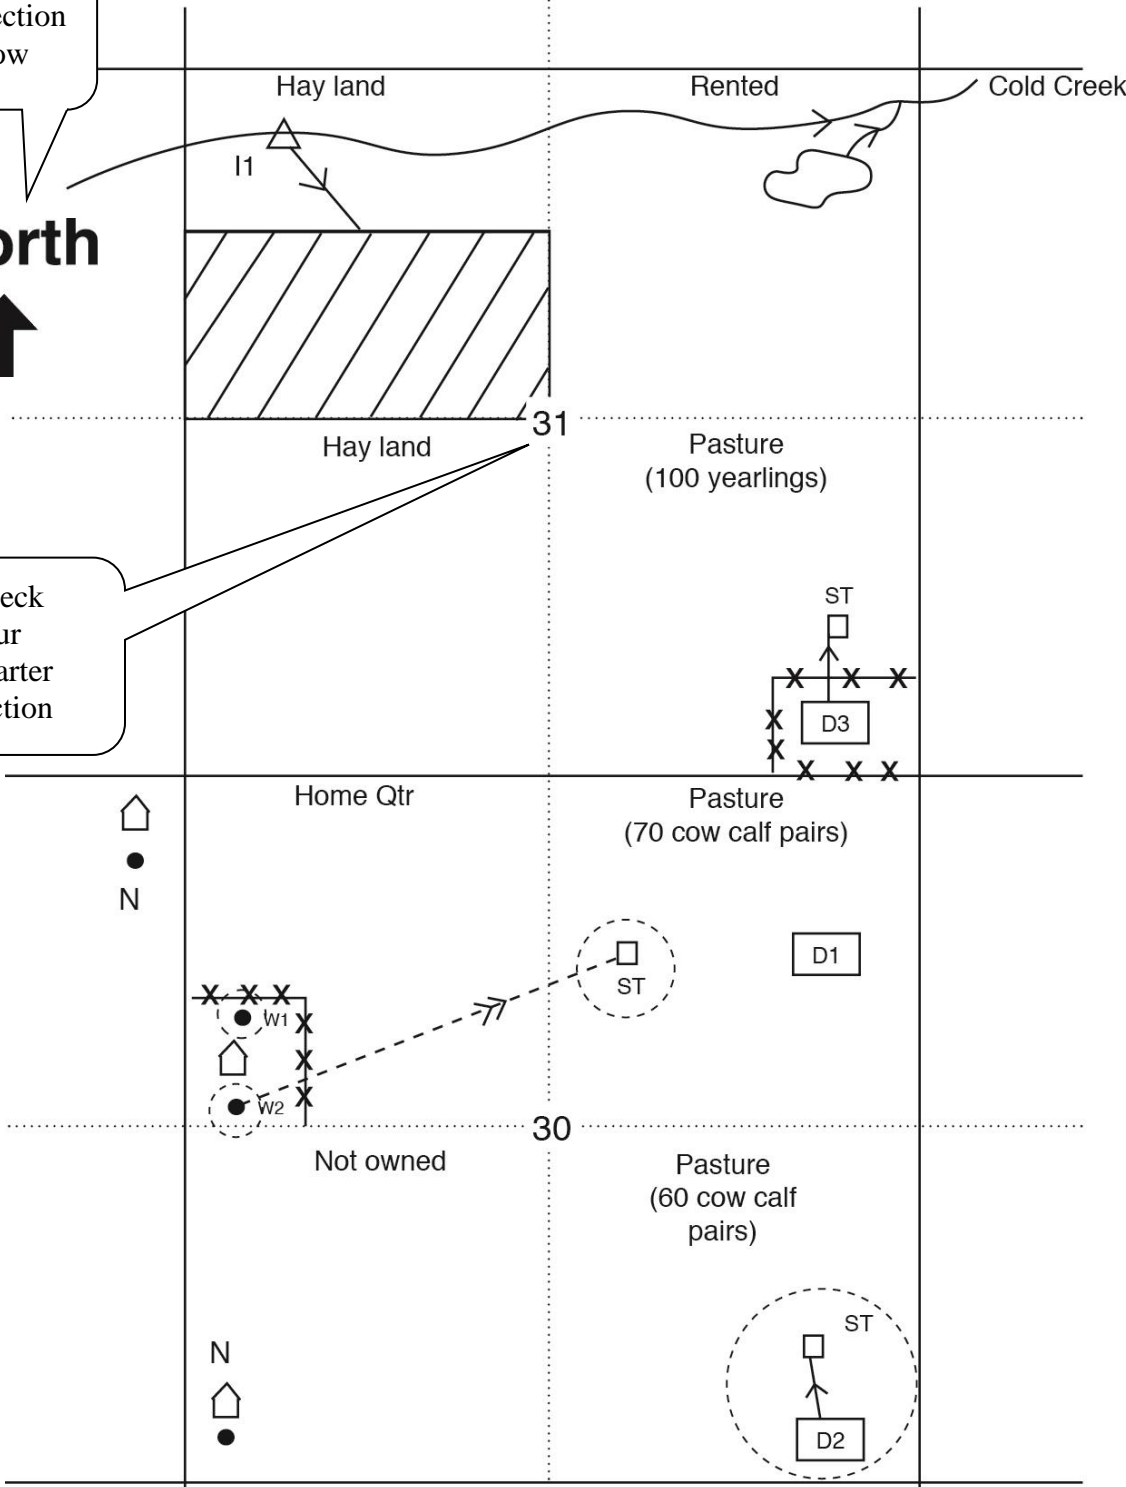 ection
ow
Hay land
Rented
Cold Creek
I1
orth
31
Hay land
Pasture
(100 yearlings)
eck
ur
arter
ction
ST
X X X
D3
X
X
X X X
Home Qtr
Pasture
(70 cow calf pairs)
N
D1
ST
X X X
W1
X
X
X
W2
30
Not owned
Pasture
(60 cow calf
pairs)
N
ST
D2